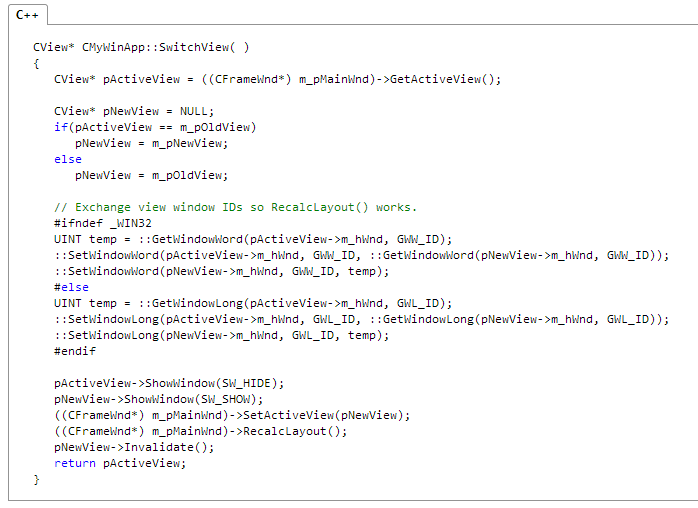 C++
CView* CMyWinApp::SwitchView( )
{
   CView* pActiveView = ((CFrameWnd*) m_pMainWnd)->GetActiveView();

   CView* pNewView = NULL;
   if(pActiveView == m_pOldView)
      pNewView = m_pNewView;
   else
      pNewView = m_pOldView;

   // Exchange view window IDs so RecalcLayout() works.
   #ifndef _WIN32
   UINT temp = ::GetWindowWord(pActiveView->m_hWnd, GWW_ID);
   ::SetWindowWord(pActiveView->m_hWnd, GWW_ID, ::GetWindowWord(pNewView->m_hWnd, GWW_ID));
   ::SetWindowWord(pNewView->m_hWnd, GWW_ID, temp);
   #else
   UINT temp = ::GetWindowLong(pActiveView->m_hWnd, GWL_ID);
   ::SetWindowLong(pActiveView->m_hWnd, GWL_ID, ::GetWindowLong(pNewView->m_hWnd, GWL_ID));
   ::SetWindowLong(pNewView->m_hWnd, GWL_ID, temp);
   #endif

   pActiveView->ShowWindow(SW_HIDE);
   pNewView->ShowWindow(SW_SHOW);
   ((CFrameWnd*) m_pMainWnd)->SetActiveView(pNewView);
   ((CFrameWnd*) m_pMainWnd)->RecalcLayout();
   pNewView->Invalidate();
   return pActiveView;
}